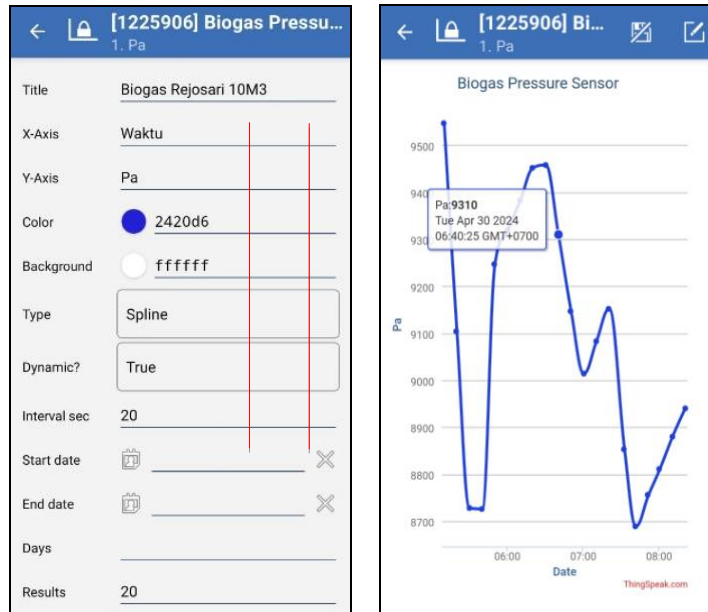 [1225906] Biogas Pressu...
1. Pa
Title
Biogas Rejosari 10M3
X-Axis
Waktu
Y-Axis
Pa
Color
2420d6
Background
ffffff
Type
Spline
Dynamic?
True
Interval sec
20
Start date
End date
Days
Results
20
[1225906] Bi...
1. Pa
Biogas Pressure Sensor
9500
940
Pa:9310
Tue Apr 30 2024
06:40:25 GMT+0700
930
9200
9100
9000
8900
8800
8700
Pa
06:00
07:00
08:00
Date
ThingSpeak.com